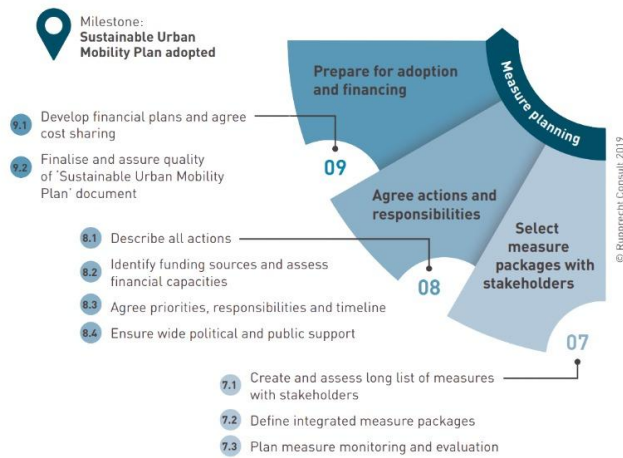 Milestone:
Sustainable Urban
Mobility Plan adopted
Prepare for adoption
and financing
Measure planning
9.1 Develop financial plans and agree
cost sharing
9.2 Finalise and assure quality
of ‘Sustainable Urban Mobility
Plan’ document
09
Agree actions and
responsibilities
8.1 Describe all actions
8.2 Identify funding sources and assess
financial capacities
8.3 Agree priorities, responsibilities and timeline
8.4 Ensure wide political and public support
08
Select
measure
packages with
stakeholders
07
7.1 Create and assess long list of measures
with stakeholders
7.2 Define integrated measure packages
7.3 Plan measure monitoring and evaluation
© Rupprecht Consult 2019